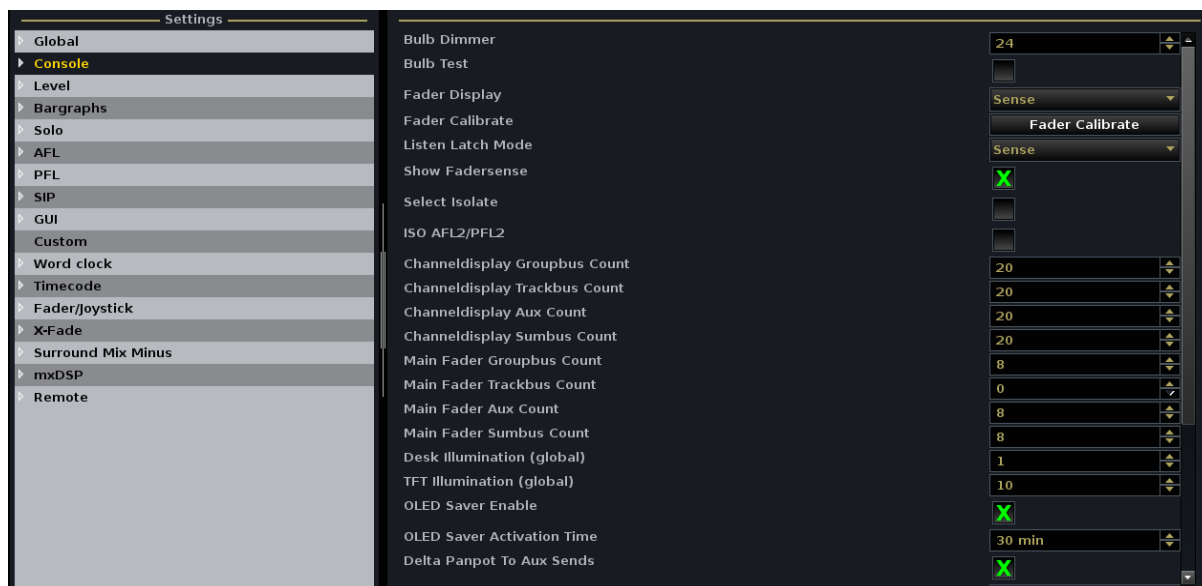 Settings
Global
Console
Level
Bargraphs
Solo
AFL
PFL
SIP
GUI
Custom
Word clock
Timecode
Fader/Joystick
X-Fade
Surround Mix Minus
mxDSP
Remote
Bulb Dimmer 24
Bulb Test
Fader Display Sense
Fader Calibrate Fader Calibrate
Listen Latch Mode Sense
Show Fadersense X
Select Isolate
ISO AFL2/PFL2
Channeldisplay Groupbus Count 20
Channeldisplay Trackbus Count 20
Channeldisplay Aux Count 20
Channeldisplay Sumbus Count 20
Main Fader Groupbus Count 8
Main Fader Trackbus Count 0
Main Fader Aux Count 8
Main Fader Sumbus Count 8
Desk Illumination (global) 1
TFT Illumination (global) 10
OLED Saver Enable X
OLED Saver Activation Time 30 min
Delta Panpot To Aux Sends X